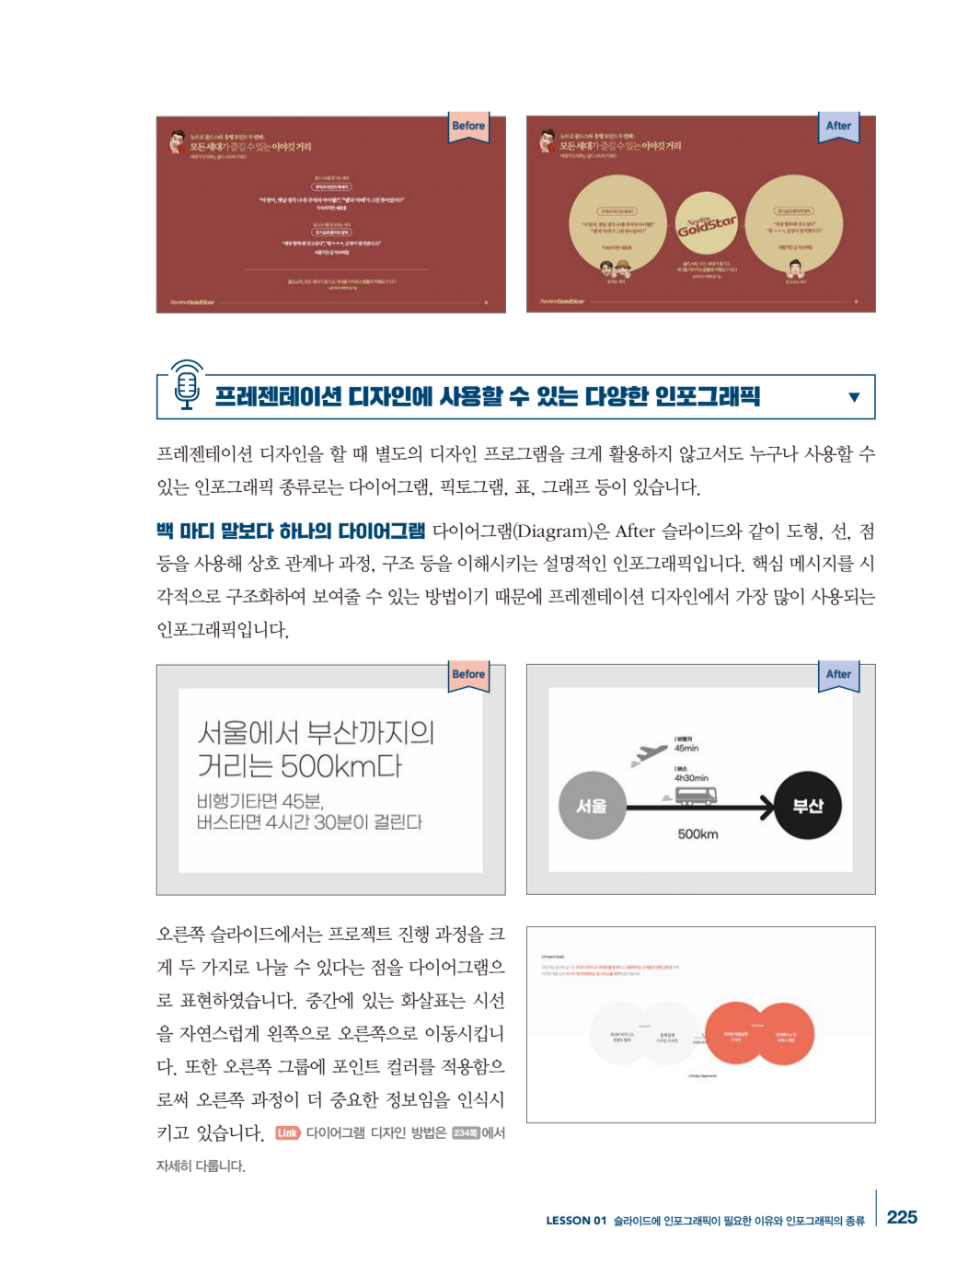 Before
모든 세대가 즐길 수 있는 이야깃거리
Newtro GoldStar
After
모든 세대가 즐길 수 있는 이야깃거리
Newtro
GoldStar
Newtro GoldStar
프레젠테이션 디자인에 사용할 수 있는 다양한 인포그래픽
프레젠테이션 디자인을 할 때 별도의 디자인 프로그램을 크게 활용하지 않고서도 누구나 사용할 수
있는 인포그래픽 종류로는 다이어그램, 픽토그램, 표, 그래프 등이 있습니다.
백 마디 말보다 하나의 다이어그램 다이어그램(Diagram)은 After 슬라이드와 같이 도형, 선, 점
등을 사용해 상호 관계나 과정, 구조 등을 이해시키는 설명적인 인포그래픽입니다. 핵심 메시지를 시
각적으로 구조화하여 보여줄 수 있는 방법이기 때문에 프레젠테이션 디자인에서 가장 많이 사용되는
인포그래픽입니다.
Before
서울에서 부산까지의
거리는 500km다
비행기타면 45분,
버스타면 4시간 30분이 걸린다
After
비행기
45min
버스
4h30min
서울
부산
500km
오른쪽 슬라이드에서는 프로젝트 진행 과정을 크
게 두 가지로 나눌 수 있다는 점을 다이어그램으
로 표현하였습니다. 중간에 있는 화살표는 시선
을 자연스럽게 왼쪽으로 오른쪽으로 이동시킵니
다. 또한 오른쪽 그룹에 포인트 컬러를 적용함으
로써 오른쪽 과정이 더 중요한 정보임을 인식시
키고 있습니다. Link 다이어그램 디자인 방법은 234쪽에서
자세히 다룹니다.
LESSON 01 슬라이드에 인포그래픽이 필요한 이유와 인포그래픽의 종류 225